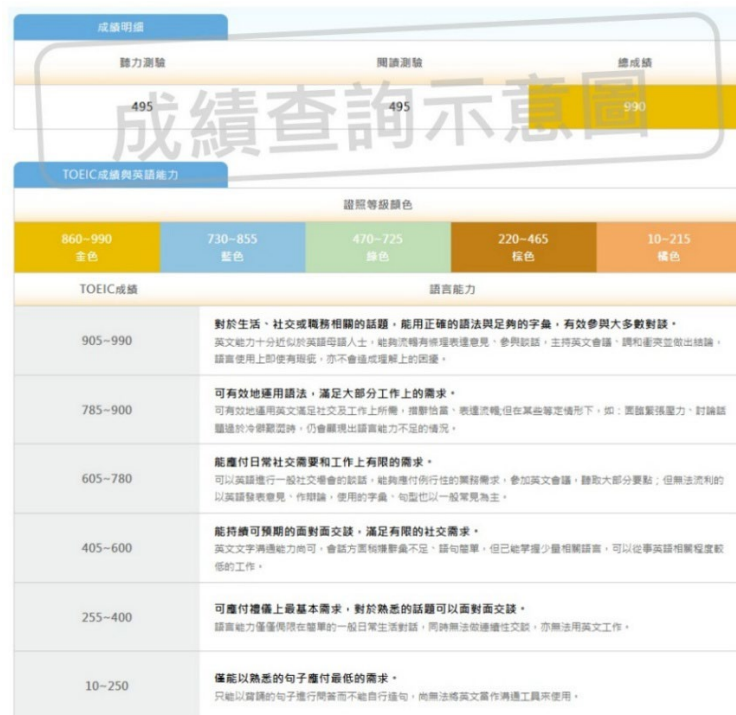 成績明細
聽力測驗 閱讀測驗 總成績
495 495 990
成績查詢示意圖
TOEIC成績與英語能力
證照等級顏色
860~990 730~855 470~725 220~465 10~215
金色 藍色 綠色 棕色 橘色
TOEIC成績 語言能力
905~990
對於生活、社交或職務相關的話題，能用正確的語法與足夠的字彙，有效參與大多數對談。
英文能力十分近似於英語母語人士，能夠流暢有條理表達意見、參與談話，主持英文會議、調和衝突並做出結論，
語言使用上即使有瑕疵，亦不會造成理解上的困擾。
785~900
可有效地運用語法，滿足大部分工作上的需求。
可有效地運用英文滿足社交及工作上所需，措辭恰當、表達流暢;但在某些特定情形下，如：面臨緊張壓力、討論話
題過於冷僻艱澀時，仍會顯現出語言能力不足的情況。
605~780
能應付日常社交需要和工作上有限的需求。
可以英語進行一般社交場合的談話，能夠應付例行性的業務需求，參加英文會議，聽取大部分要點；但無法流利的
以英語發表意見、作辯論，使用的字彙、句型也以一般常見為主。
405~600
能持續可預期的面對面交談，滿足有限的社交需求。
英文文字溝通能力尚可，會話方面稍嫌辭彙不足、語句簡單，但已能掌握少量相關語言，可以從事英語相關程度較
低的工作。
255~400
可應付禮儀上最基本需求，對於熟悉的話題可以面對面交談。
語言能力僅僅侷限在簡單的一般日常生活對話，同時無法做連續性交談，亦無法用英文工作。
10~250
僅能以熟悉的句子應付最低的需求。
只能以背誦的句子進行問答而不能自行造句，尚無法將英文當作溝通工具來使用。